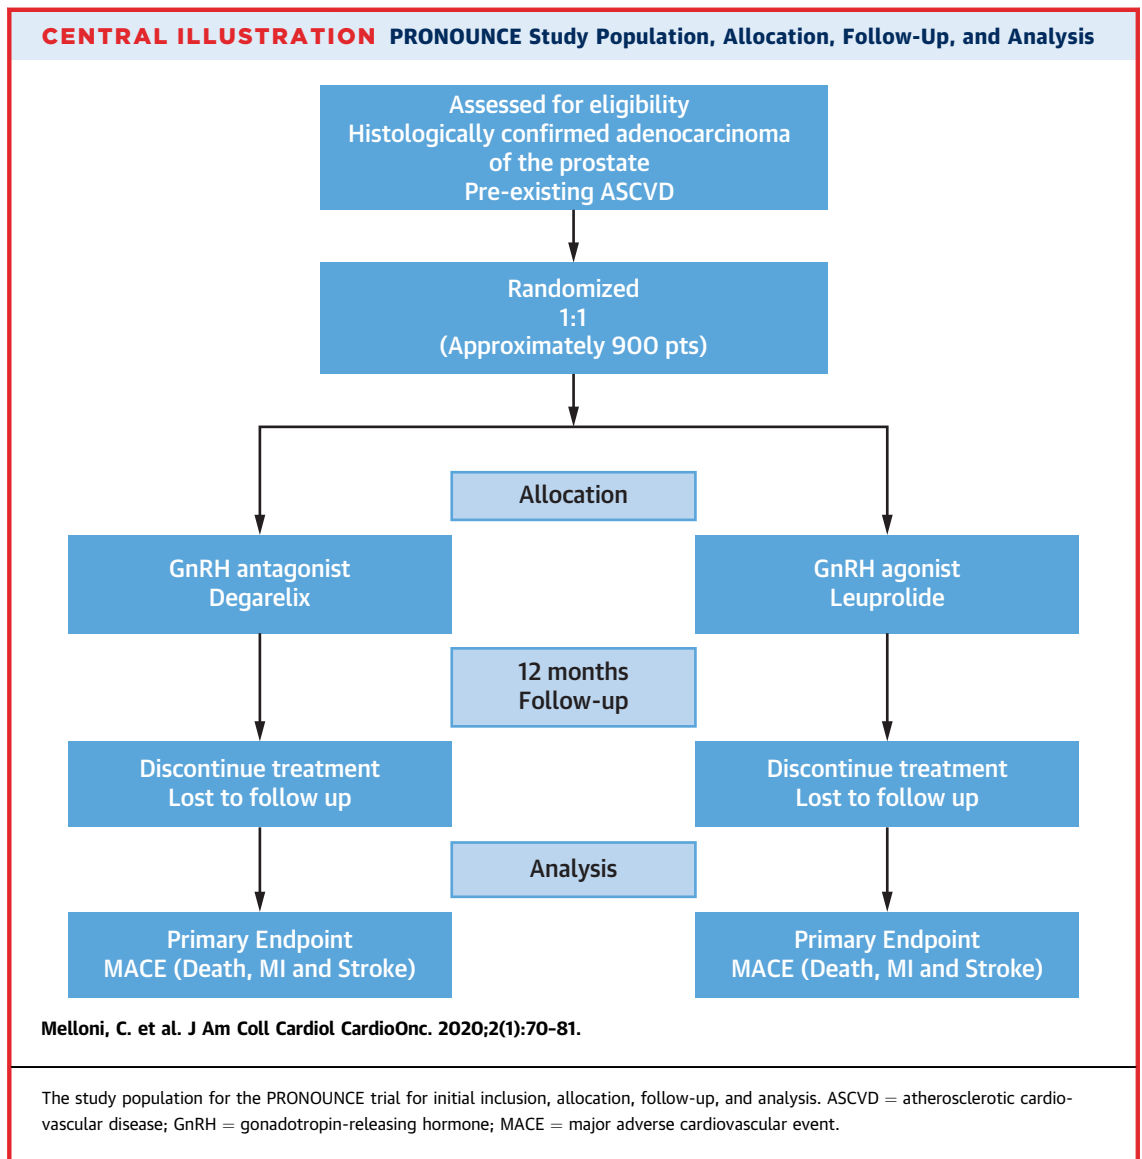 CENTRAL ILLUSTRATION PRONOUNCE Study Population, Allocation, Follow-Up, and Analysis
Assessed for eligibility
Histologically confirmed adenocarcinoma
of the prostate
Pre-existing ASCVD
Randomized
1:1
(Approximately 900 pts)
Allocation
GnRH antagonist
Degarelix
GnRH agonist
Leuprolide
12 months
Follow-up
Discontinue treatment
Lost to follow up
Discontinue treatment
Lost to follow up
Analysis
Primary Endpoint
MACE (Death, MI and Stroke)
Primary Endpoint
MACE (Death, MI and Stroke)
Melloni, C. et al. J Am Coll Cardiol CardioOnc. 2020;2(1):70–81.
The study population for the PRONOUNCE trial for initial inclusion, allocation, follow-up, and analysis. ASCVD = atherosclerotic cardio-
vascular disease; GnRH = gonadotropin-releasing hormone; MACE = major adverse cardiovascular event.